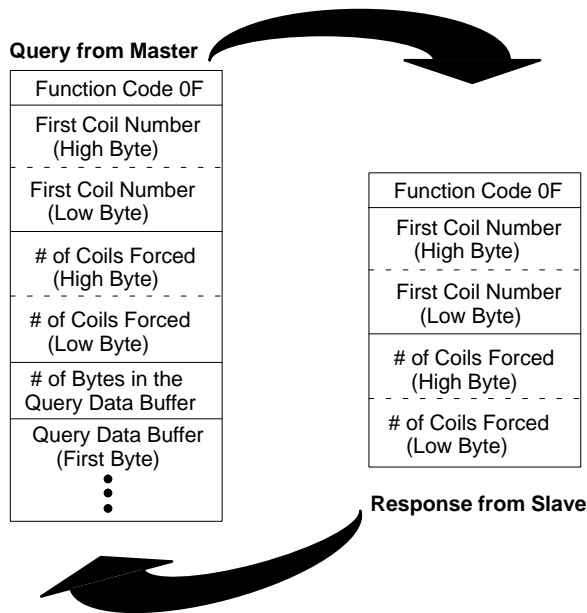 Query from Master
Function Code 0F
First Coil Number
(High Byte)
First Coil Number
(Low Byte)
# of Coils Forced
(High Byte)
# of Coils Forced
(Low Byte)
# of Bytes in the
Query Data Buffer
Query Data Buffer
(First Byte)
Function Code 0F
First Coil Number
(High Byte)
First Coil Number
(Low Byte)
# of Coils Forced
(High Byte)
# of Coils Forced
(Low Byte)
Response from Slave